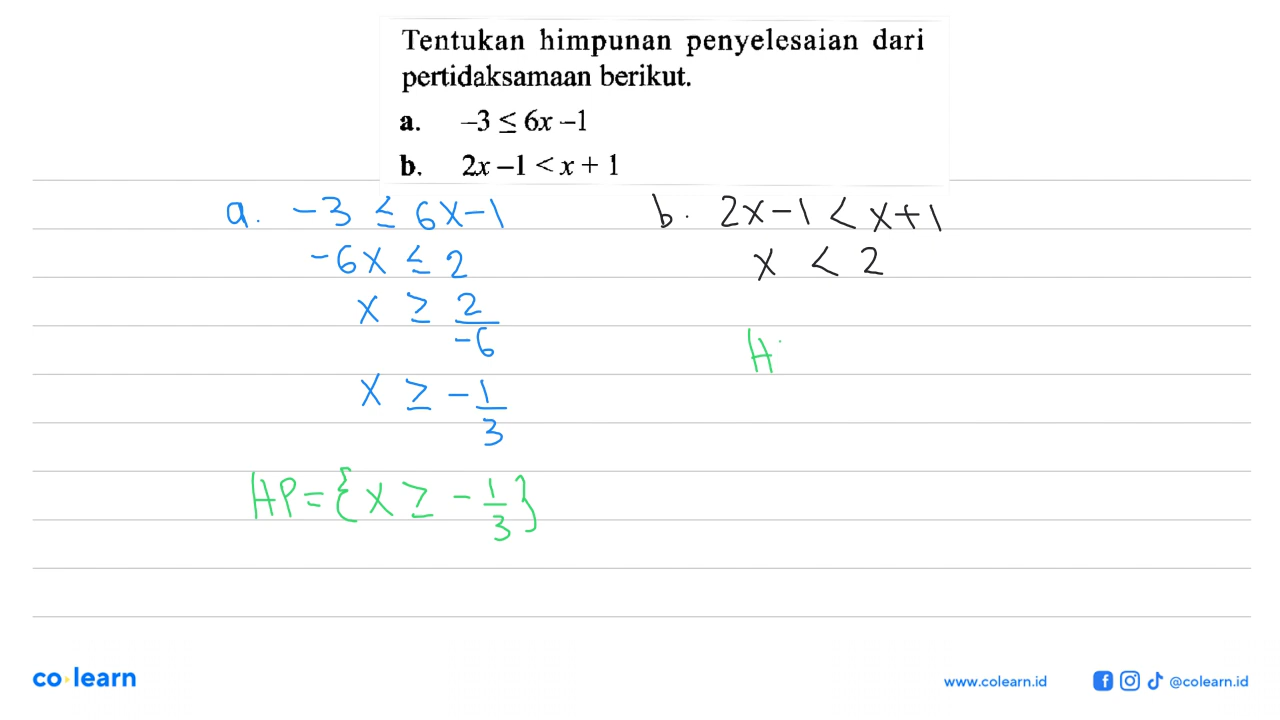 Tentukan himpunan penyelesaian dari
pertidaksamaan berikut.
a. –3 ≤ 6x –1
b. 2x –1 < x + 1
a. -3 ≤ 6x-1
-6x ≤ 2
x ≥ 2/-6
x ≥ -1/3
HP = {x ≥ -1/3}
b. 2x-1 < x+1
x < 2
H
co learn
www.colearn.id
@colearn.id